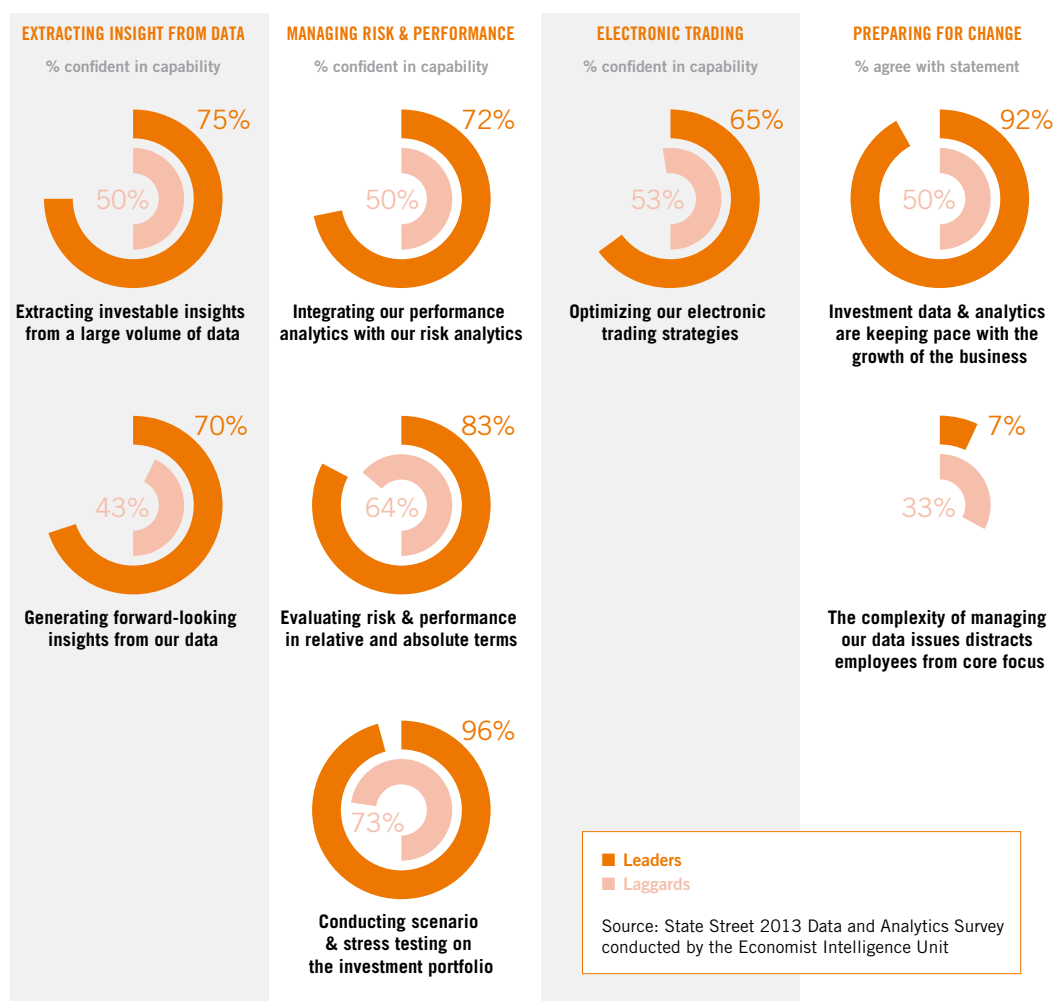 EXTRACTING INSIGHT FROM DATA
% confident in capability
75%
50%
Extracting investable insights
from a large volume of data
70%
43%
Generating forward-looking
insights from our data
MANAGING RISK & PERFORMANCE
% confident in capability
72%
50%
Integrating our performance
analytics with our risk analytics
83%
64%
Evaluating risk & performance
in relative and absolute terms
96%
73%
Conducting scenario
& stress testing on
the investment portfolio
ELECTRONIC TRADING
% confident in capability
65%
53%
Optimizing our electronic
trading strategies
PREPARING FOR CHANGE
% agree with statement
92%
50%
Investment data & analytics
are keeping pace with the
growth of the business
7%
33%
The complexity of managing
our data issues distracts
employees from core focus
Leaders
Laggards
Source: State Street 2013 Data and Analytics Survey
conducted by the Economist Intelligence Unit